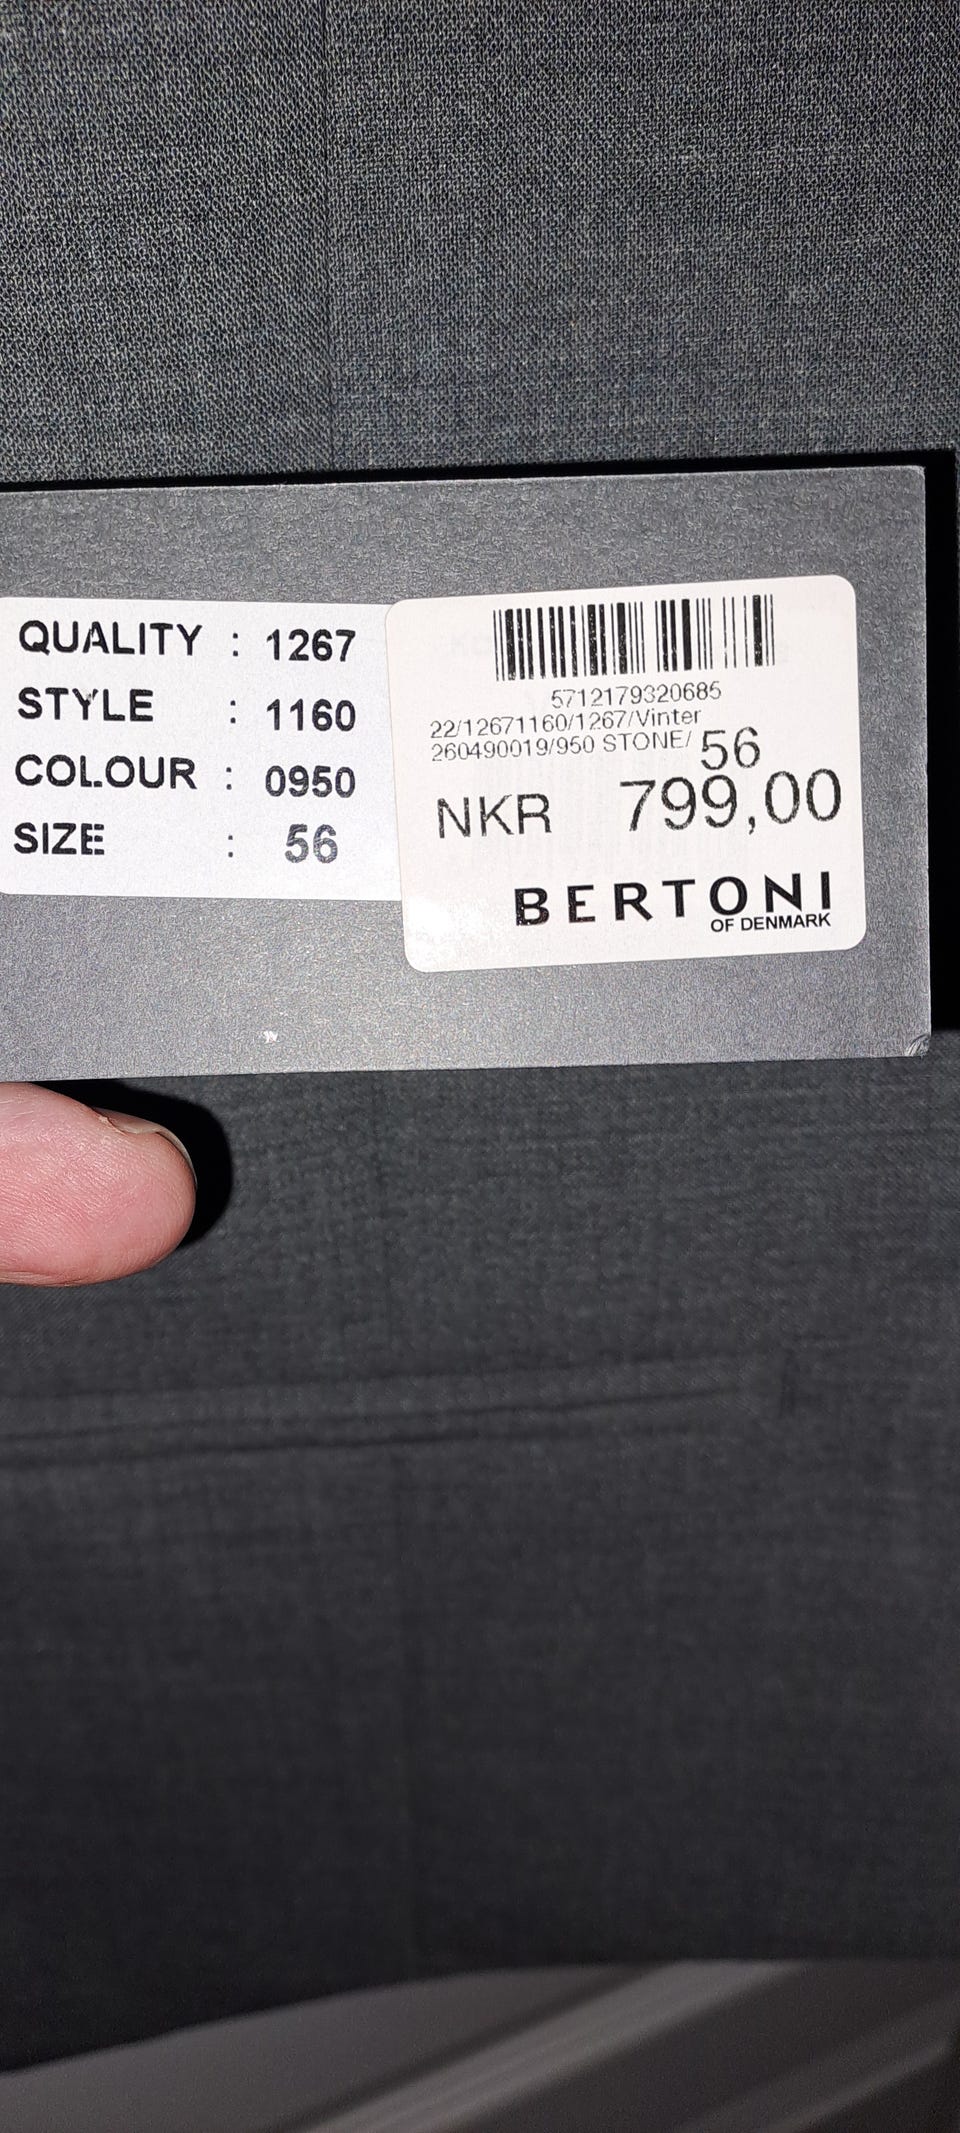 QUALITY : 1267
STYLE : 1160
COLOUR : 0950
SIZE : 56
5712179320685
22/12671160/1267/Vinter
260490019/950 STONE/ 56
NKR 799,00
BERTONI
OF DENMARK